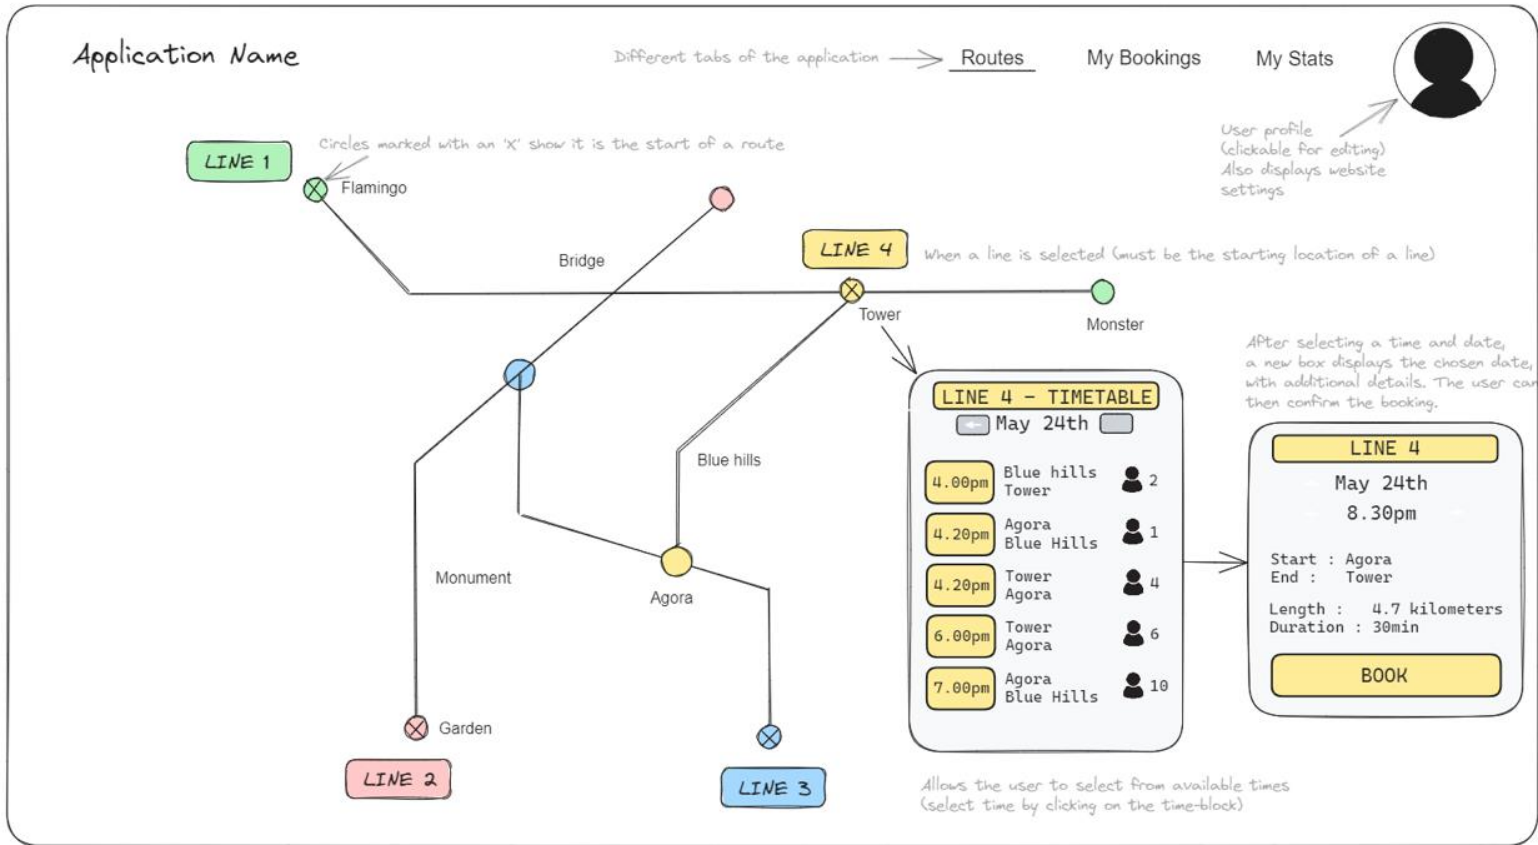 Application Name
Different tabs of the application
Routes
My Bookings
My Stats
User profile
(clickable for editing)
Also displays website
settings
LINE 1
Circles marked with an 'X' show it is the start of a route
Flamingo
Bridge
LINE 4
When a line is selected (must be the starting location of a line)
Tower
Monster
Blue hills
Monument
Agora
Garden
LINE 2
LINE 3
LINE 4 - TIMETABLE
May 24th
4.00pm Blue hills 2
Tower
4.20pm Agora 1
Blue Hills
4.20pm Tower 4
Agora
6.00pm Tower 6
Agora
7.00pm Agora 10
Blue Hills
Allows the user to select from available times
(select time by clicking on the time-block)
After selecting a time and date,
a new box displays the chosen date,
with additional details. The user can
then confirm the booking.
LINE 4
May 24th
8.30pm
Start : Agora
End : Tower
Length : 4.7 kilometers
Duration : 30min
BOOK